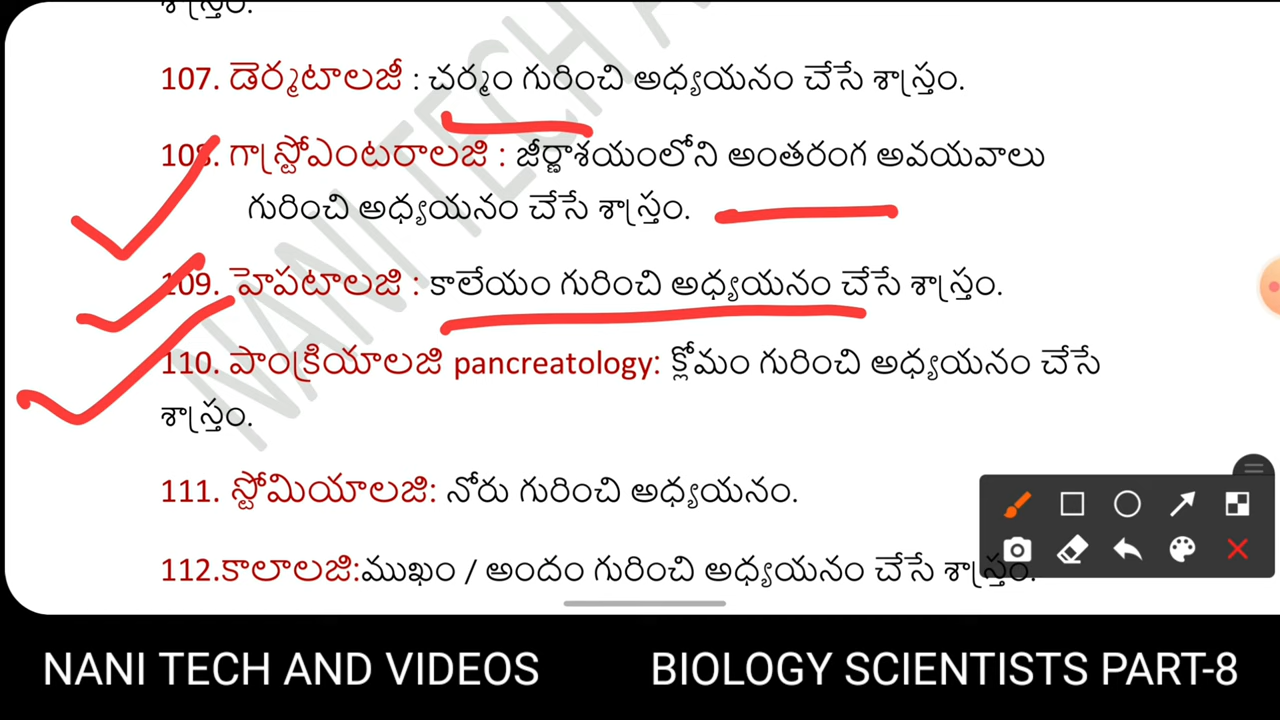 శాస్త్రం.
107. డెర్మటాలజీ : చర్మం గురించి అధ్యయనం చేసే శాస్త్రం.
108. గాస్ట్రోఎంటరాలజి : జీర్ణాశయంలోని అంతరంగ అవయవాలు
గురించి అధ్యయనం చేసే శాస్త్రం.
109. హెపటాలజి : కాలేయం గురించి అధ్యయనం చేసే శాస్త్రం.
110. పాంక్రియాలజి pancreatology: క్లోమం గురించి అధ్యయనం చేసే
శాస్త్రం.
111. స్టోమియాలజి: నోరు గురించి అధ్యయనం.
112.కాలాలజి:ముఖం / అందం గురించి అధ్యయనం చేసే శాస్త్రం.
NANI TECH A
NANI TECH AND VIDEOS BIOLOGY SCIENTISTS PART-8